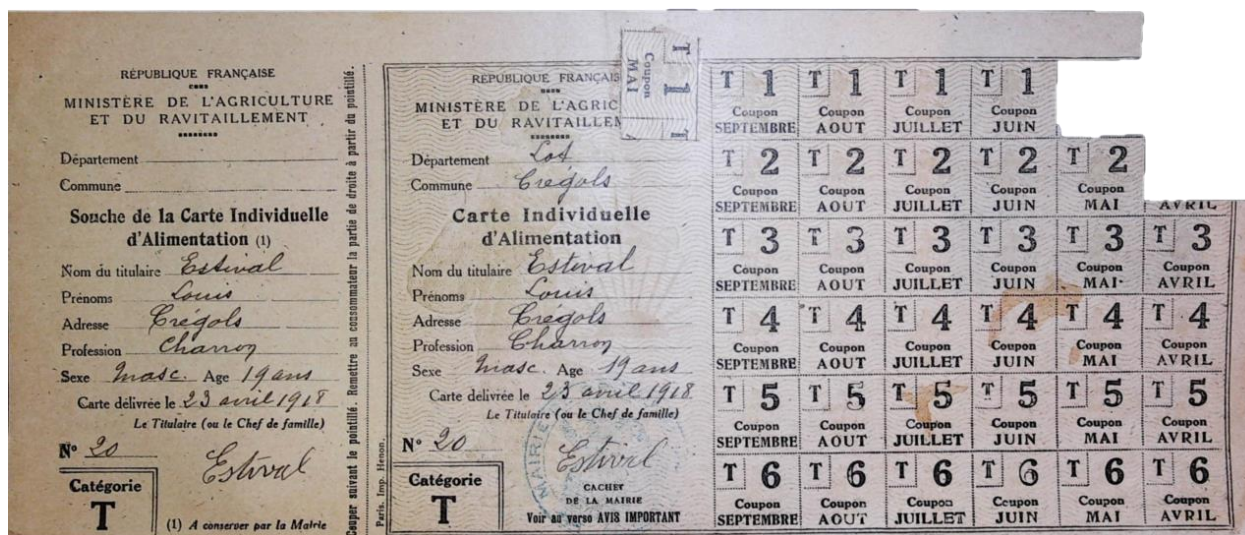 RÉPUBLIQUE FRANÇAISE
MINISTÈRE DE L'AGRICULTURE
ET DU RAVITAILLEMENT
Département
Commune
Souche de la Carte Individuelle
d'Alimentation (1)
Nom du titulaire Estival
Prénoms Louis
Adresse Crégols
Profession Charron
Sexe Masc. Age 19 ans
Carte délivrée le 23 avril 1918
Le Titulaire (ou le Chef de famille)
N° 20
Estival
Catégorie
T
(1) A conserver par la Mairie
Couper suivant le pointillé. Remettre au consommateur la partie de droite à partir du pointillé.
Paris. Imp. Henon.
RÉPUBLIQUE FRANÇAIS
MINISTÈRE DE L'AGRIC
ET DU RAVITAILLEM
Département Lot
Commune Crégols
Carte Individuelle
d'Alimentation
Nom du titulaire Estival
Prénoms Louis
Adresse Crégols
Profession Charron
Sexe Masc. Age 19 ans
Carte délivrée le 23 avril 1918
Le Titulaire (ou le Chef de famille)
N° 20
Estival
MAIRIE
CACHET
DE LA MAIRIE
Voir au verso AVIS IMPORTANT
Catégorie
T
T 1 T
Coupon
MAI
T 1 T 1 T 1 T 1
Coupon Coupon Coupon Coupon
SEPTEMBRE AOUT JUILLET JUIN
T 2 T 2 T 2 T 2 T 2
Coupon Coupon Coupon Coupon Coupon
SEPTEMBRE AOUT JUILLET JUIN MAI AVRIL
T 3 T 3 T 3 T 3 T 3 T 3
Coupon Coupon Coupon Coupon Coupon Coupon
SEPTEMBRE AOUT JUILLET JUIN MAI AVRIL
T 4 T 4 T 4 T 4 T 4 T 4
Coupon Coupon Coupon Coupon Coupon Coupon
SEPTEMBRE AOUT JUILLET JUIN MAI AVRIL
T 5 T 5 T 5 T 5 T 5 T 5
Coupon Coupon Coupon Coupon Coupon Coupon
SEPTEMBRE AOUT JUILLET JUIN MAI AVRIL
T 6 T 6 T 6 T 6 T 6 T 6
Coupon Coupon Coupon Coupon Coupon Coupon
SEPTEMBRE AOUT JUILLET JUIN MAI AVRIL